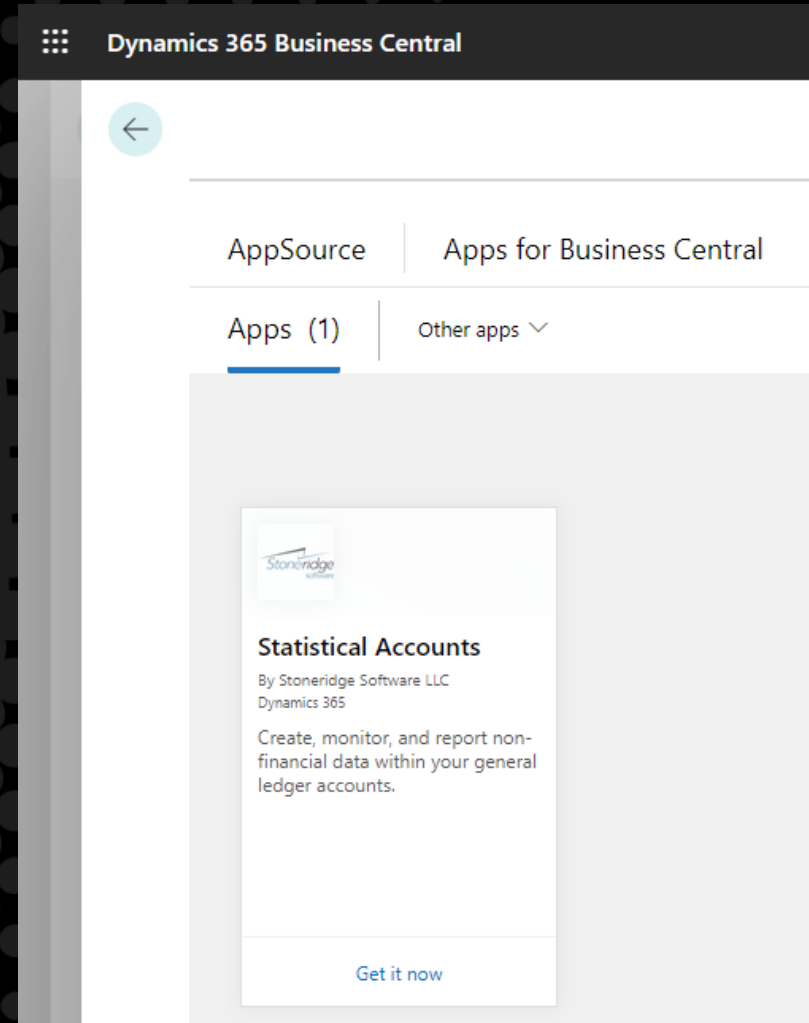 Dynamics 365 Business Central
AppSource
Apps for Business Central
Apps (1)
Other apps
Stoneridge
software
Statistical Accounts
By Stoneridge Software LLC
Dynamics 365
Create, monitor, and report non-
financial data within your general
ledger accounts.
Get it now